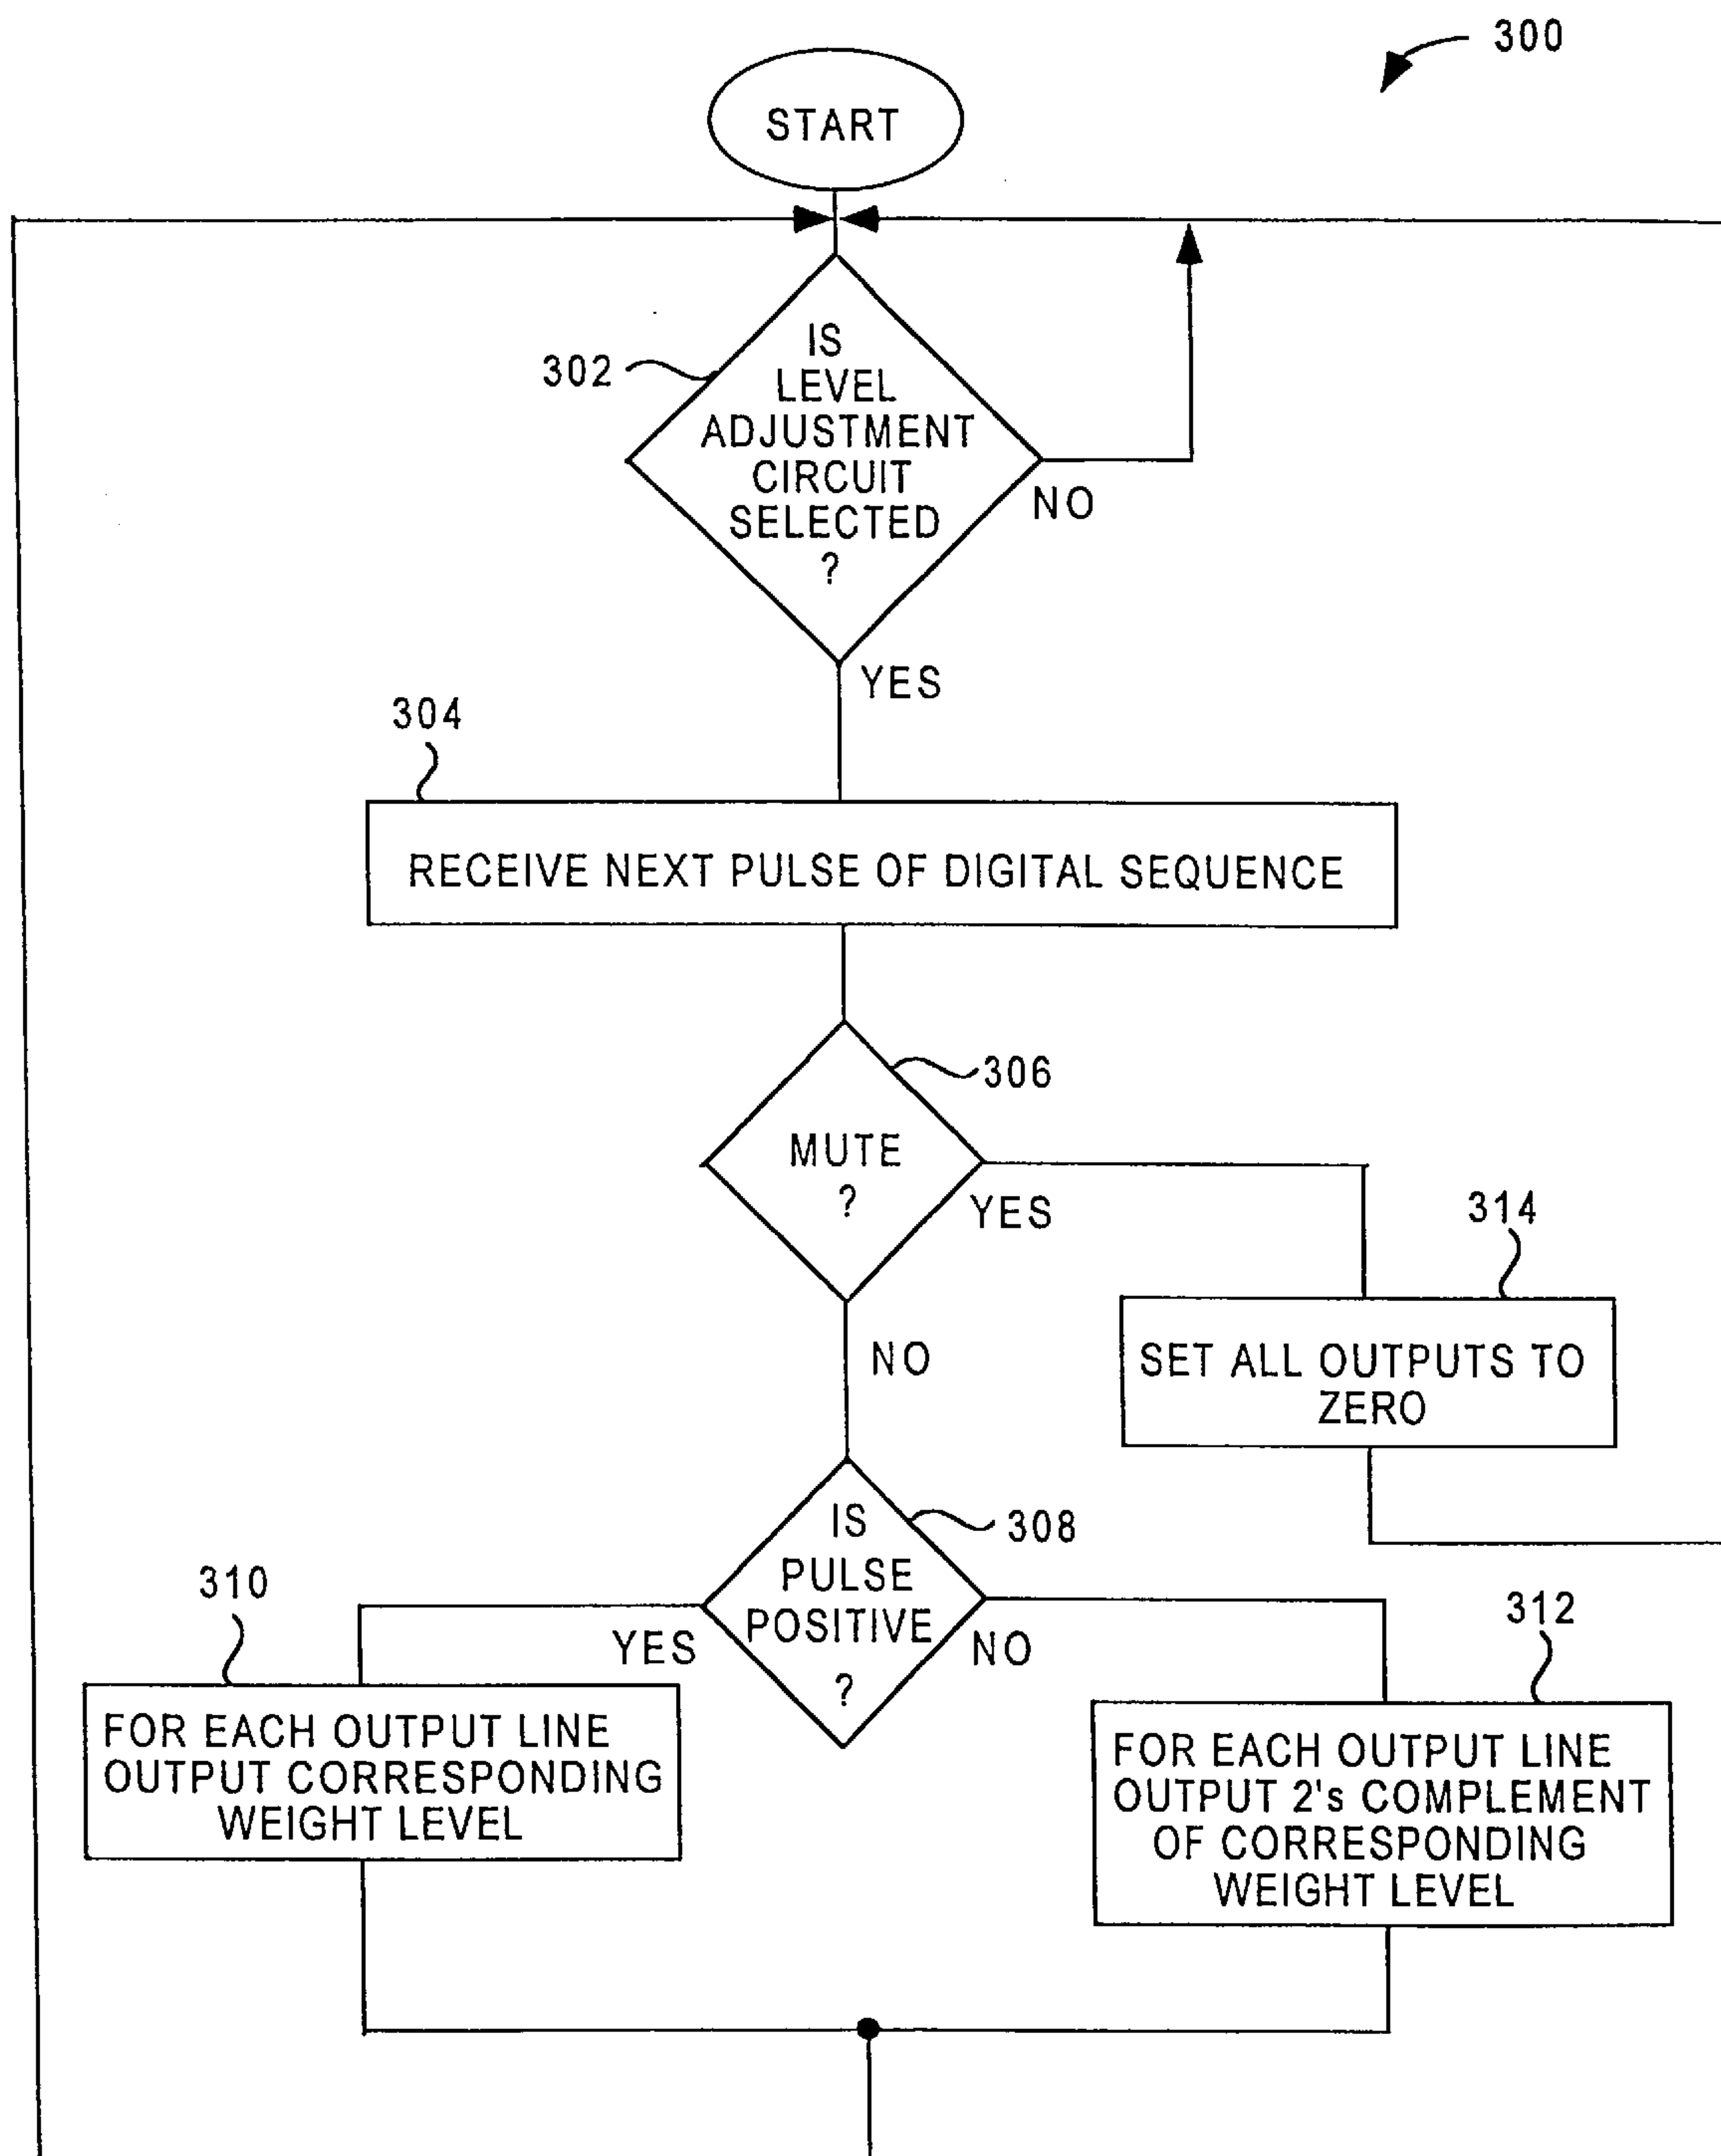 300
START
302
IS
LEVEL
ADJUSTMENT
CIRCUIT
SELECTED
?
NO
YES
304
RECEIVE NEXT PULSE OF DIGITAL SEQUENCE
306
MUTE
?
YES
NO
314
SET ALL OUTPUTS TO
ZERO
308
IS
PULSE
POSITIVE
?
YES
NO
310
FOR EACH OUTPUT LINE
OUTPUT CORRESPONDING
WEIGHT LEVEL
312
FOR EACH OUTPUT LINE
OUTPUT 2's COMPLEMENT
OF CORRESPONDING
WEIGHT LEVEL